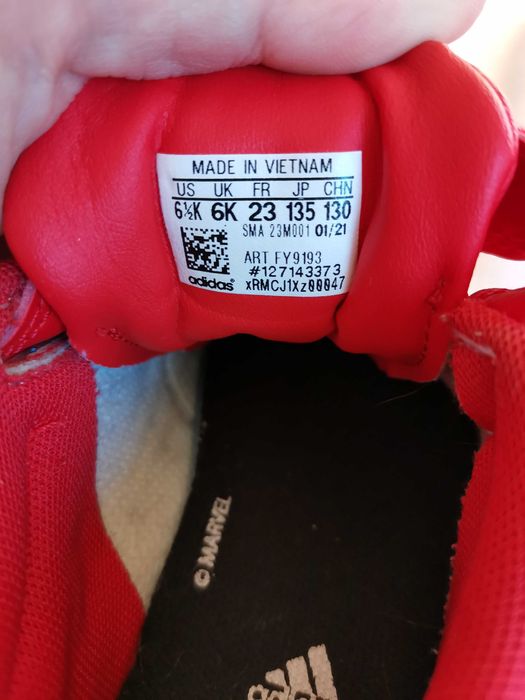 MADE IN VIETNAM
US UK FR JP CHN
6½K 6K 23 135 130
SMA 23M001 01/21
ART FY9193
#127143373
adidas® xRMCJ1Xz00047
© MARVEL